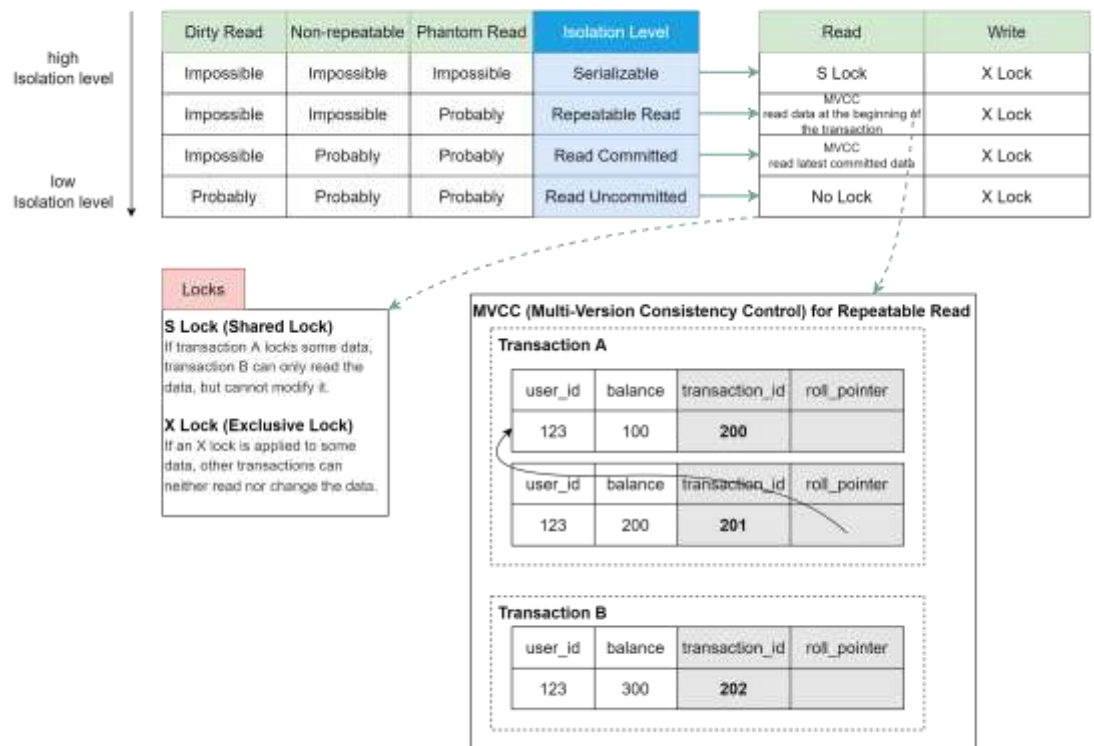 Dirty Read Non-repeatable Phantom Read Isolation Level Read Write
high
Isolation level
Impossible Impossible Impossible Serializable S Lock X Lock
Impossible Impossible Probably Repeatable Read MVCC
read data at the beginning of
the transaction
X Lock
Impossible Probably Probably Read Committed MVCC
read latest committed data
X Lock
low
Isolation level
Probably Probably Probably Read Uncommitted No Lock X Lock
Locks
S Lock (Shared Lock)
If transaction A locks some data,
transaction B can only read the
data, but cannot modify it.
X Lock (Exclusive Lock)
If an X lock is applied to some
data, other transactions can
neither read nor change the data.
MVCC (Multi-Version Consistency Control) for Repeatable Read
Transaction A
user_id balance transaction_id roll_pointer
123 100 200
user_id balance transaction_id roll_pointer
123 200 201
Transaction B
user_id balance transaction_id roll_pointer
123 300 202